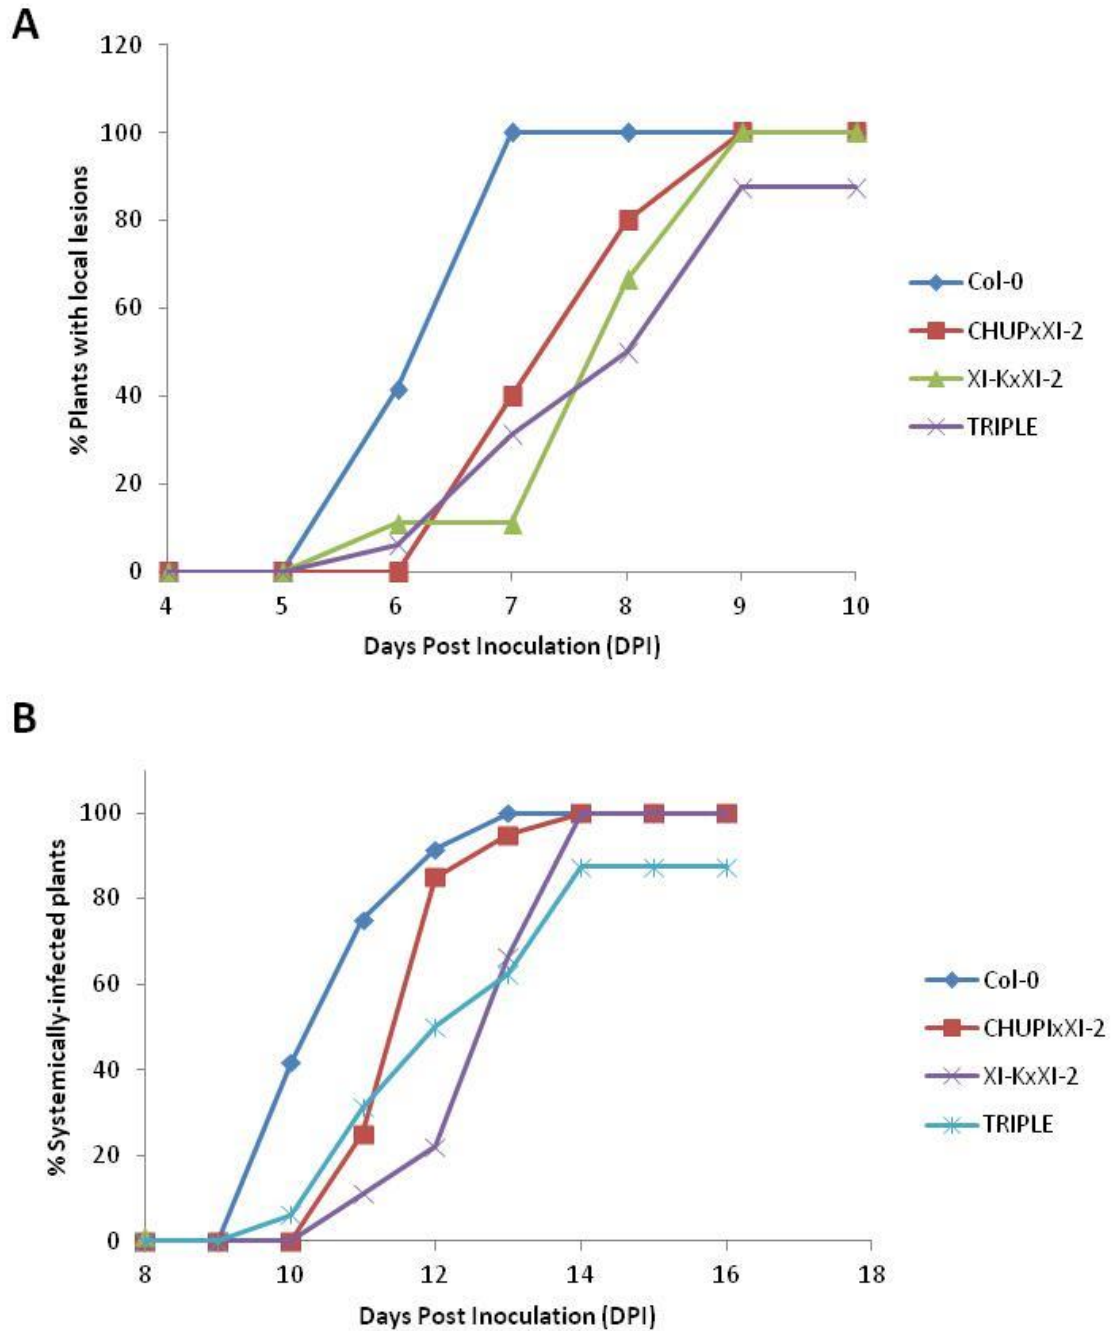 A
120
100
80
60
40
20
0
4 5 6 7 8 9 10
% Plants with local lesions
Days Post Inoculation (DPI)
Col-0
CHUPxXI-2
XI-KxXI-2
TRIPLE
B
100
80
60
40
20
0
8 10 12 14 16 18
% Systemically-infected plants
Days Post Inoculation (DPI)
Col-0
CHUPIxXI-2
XI-KxXI-2
TRIPLE